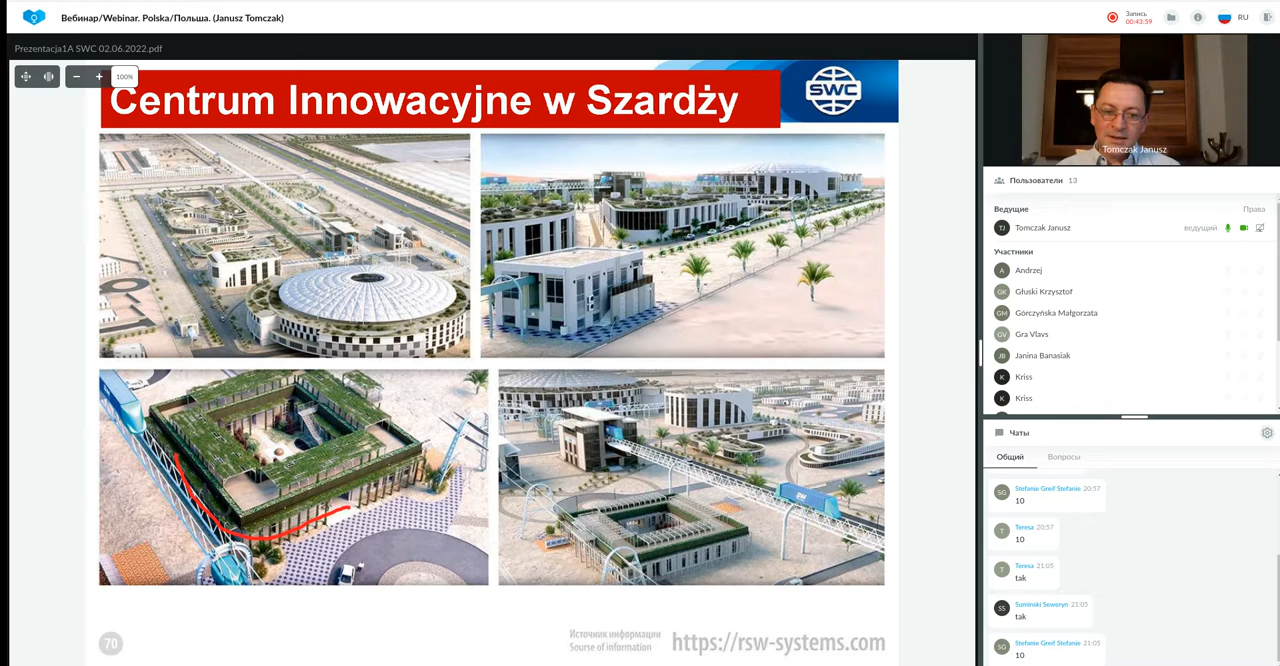 Вебинар/Webinar. Polska/Польша. (Janusz Tomczak)
Запись
00:43:59
RU
Prezentacja1A SWC 02.06.2022.pdf
100%
Centrum Innowacyjne w Szardży
SWC
70
Источник информации
Sourse of information
https://rsw-systems.com
Tomczak Janusz
Пользователи 13
Ведущие
Права
TJ Tomczak Janusz
ведущий
Участники
A Andrzej
GK Głuski Krzysztof
GM Górczyńska Małgorzata
GV Gra Vlavs
JB Janina Banasiak
K Kriss
K Kriss
Чаты
Общий
Вопросы
SG Stefanie Greif Stefanie 20:57
10
T Teresa 20:57
10
T Teresa 21:05
tak
SS Suminski Seweryn 21:05
tak
SG Stefanie Greif Stefanie 21:05
10